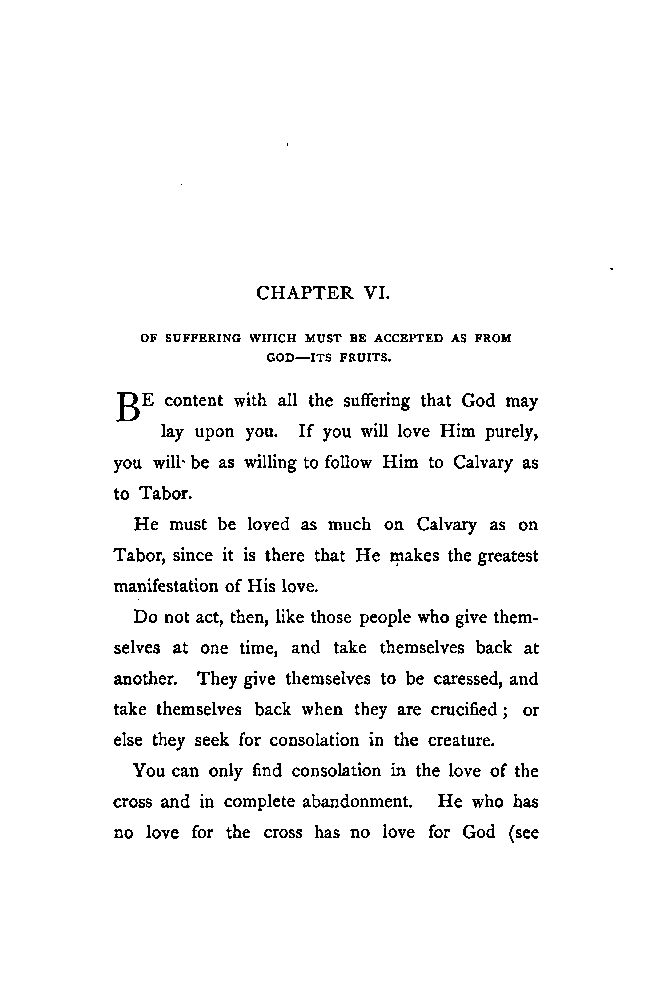 CHAPTER VI.
OF SUFFERING WHICH MUST BE ACCEPTED AS FROM
GOD—ITS FRUITS.
BE content with all the suffering that God may
lay upon you. If you will love Him purely,
you will be as willing to follow Him to Calvary as
to Tabor.
He must be loved as much on Calvary as on
Tabor, since it is there that He makes the greatest
manifestation of His love.
Do not act, then, like those people who give them-
selves at one time, and take themselves back at
another. They give themselves to be caressed, and
take themselves back when they are crucified; or
else they seek for consolation in the creature.
You can only find consolation in the love of the
cross and in complete abandonment. He who has
no love for the cross has no love for God (see